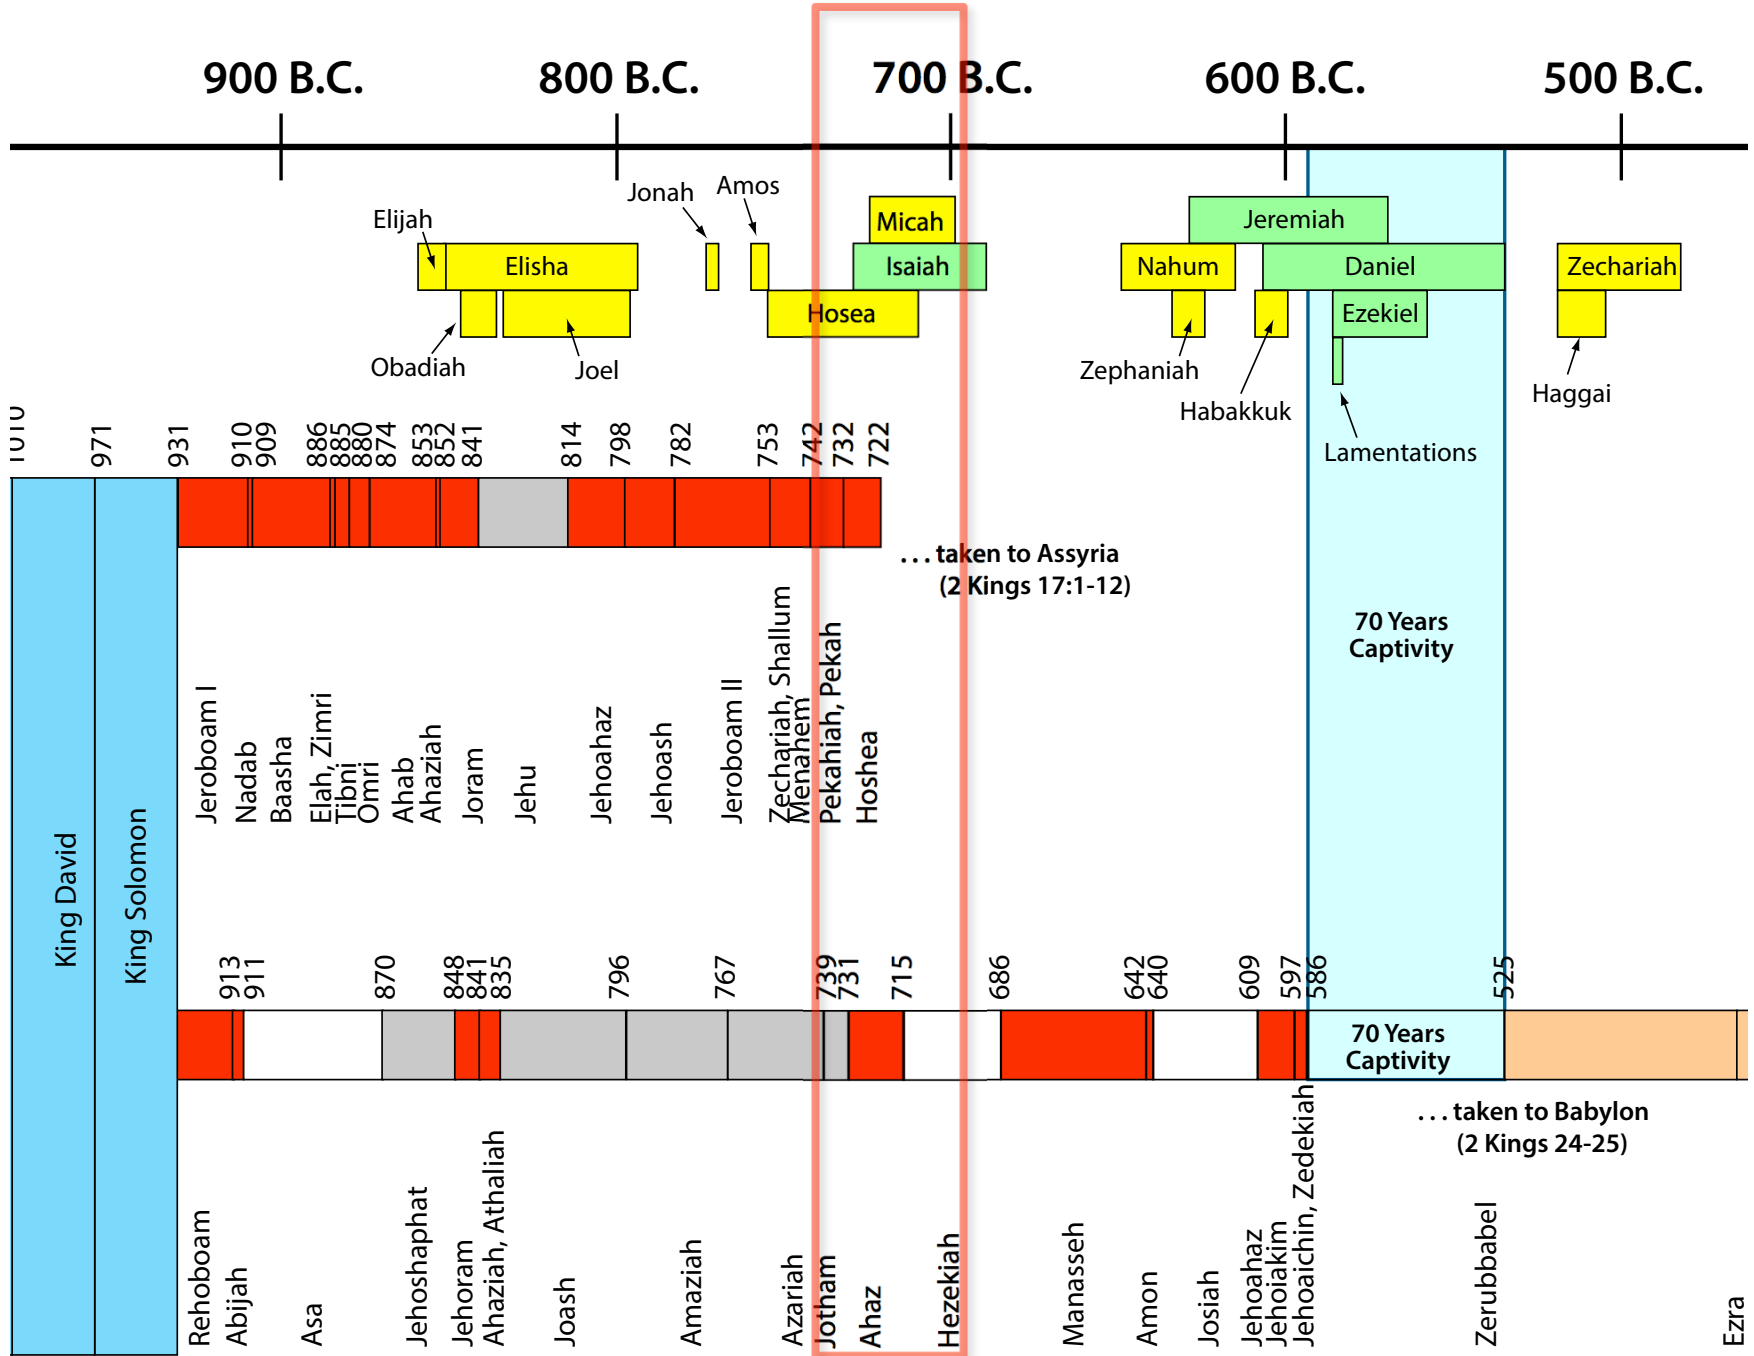 900 B.C.
800 B.C.
700 B.C.
600 B.C.
500 B.C.
Jonah
Amos
Elijah
Micah
Jeremiah
Elisha
Isaiah
Nahum
Daniel
Zechariah
Hosea
Ezekiel
Obadiah
Joel
Zephaniah
Habakkuk
Haggai
Lamentations
1010
971
931
910
909
886
885
880
874
853
852
841
814
798
782
753
742
732
722
... taken to Assyria
(2 Kings 17:1-12)
70 Years
Captivity
Jeroboam I
Nadab
Baasha
Elah, Zimri
Tibni
Omri
Ahab
Ahaziah
Joram
Jehu
Jehoahaz
Jehoash
Jeroboam II
Zechariah, Shallum
Menahem
Pekahiah, Pekah
Hoshea
King David
King Solomon
913
911
870
848
841
835
796
767
739
731
715
686
642
640
609
597
586
525
70 Years
Captivity
... taken to Babylon
(2 Kings 24-25)
Rehoboam
Abijah
Asa
Jehoshaphat
Jehoram
Ahaziah, Athaliah
Joash
Amaziah
Azariah
Jotham
Ahaz
Hezekiah
Manasseh
Amon
Josiah
Jehoahaz
Jehoiakim
Jehoaichin, Zedekiah
Zerubbabel
Ezra